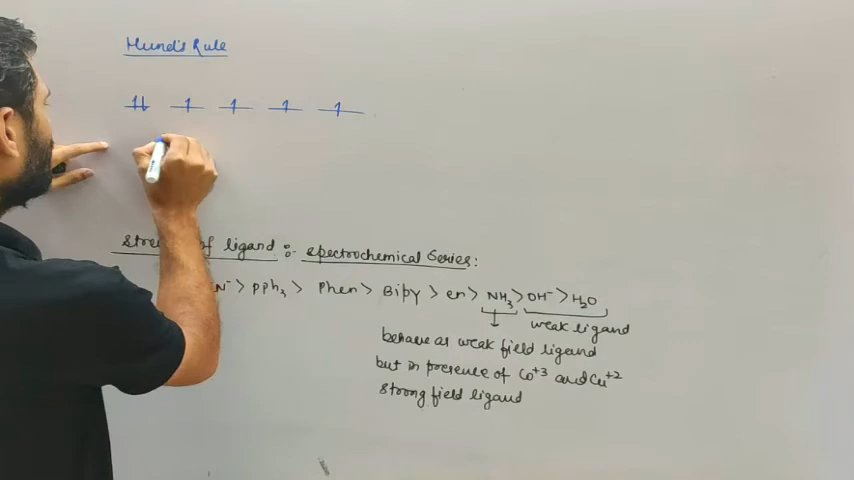 Hund's Rule
of ligand :- spectrochemical Series:
N⁻ > PPh₃ > Phen > Bipy > en > NH₃ > OH⁻ > H₂O
weak ligand
behave as weak field ligand
but in presence of Co⁺³ and Cu⁺²
strong field ligand